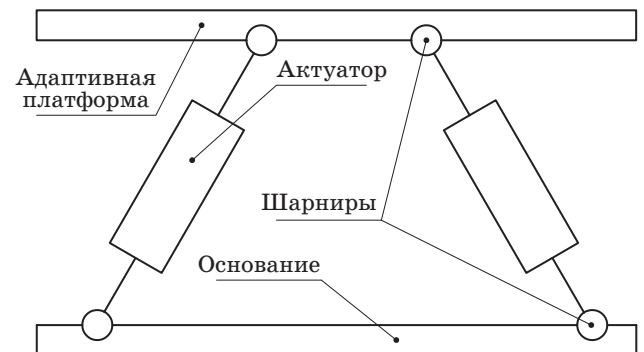 Адаптивная
платформа
Актуатор
Шарниры
Основание